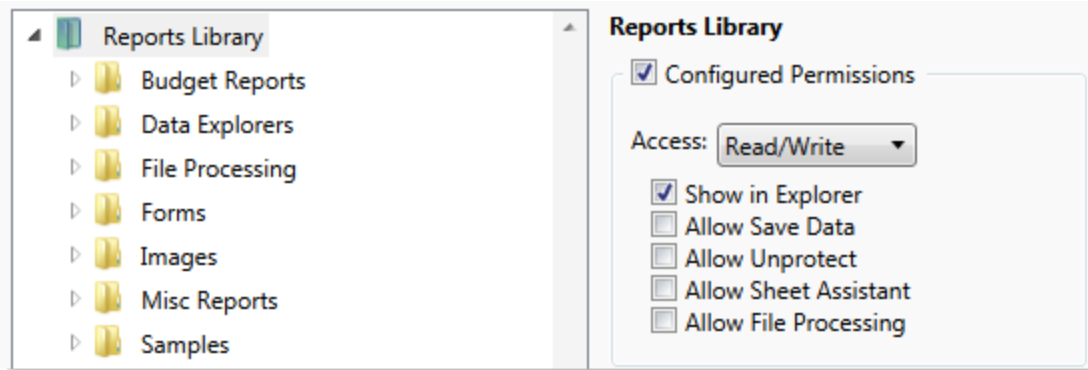 Reports Library
Budget Reports
Data Explorers
File Processing
Forms
Images
Misc Reports
Samples
Reports Library
Configured Permissions
Access: Read/Write
Show in Explorer
Allow Save Data
Allow Unprotect
Allow Sheet Assistant
Allow File Processing